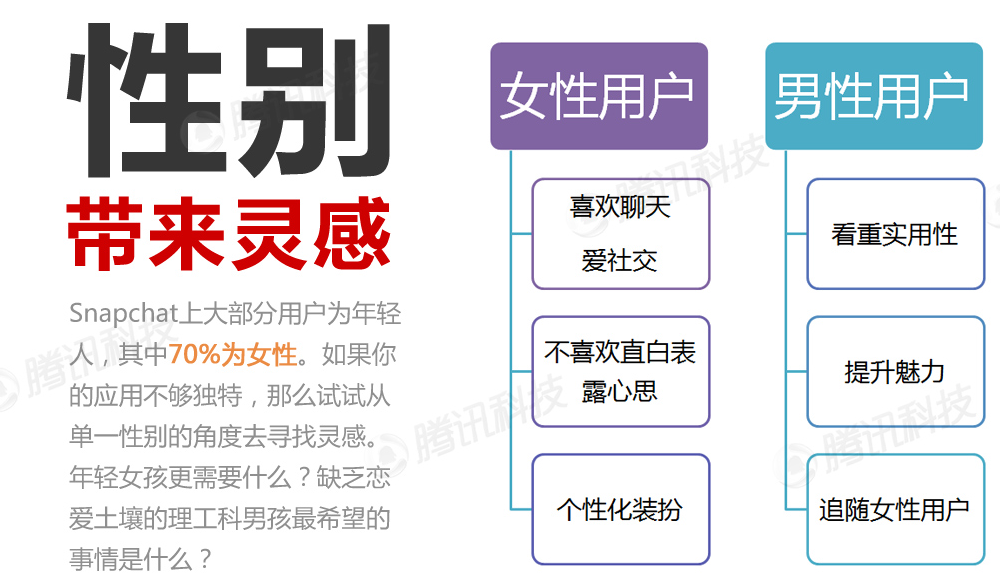 性别
带来灵感
Snapchat上大部分用户为年轻
人，其中70%为女性。如果你
的应用不够独特，那么试试从
单一性别的角度去寻找灵感。
年轻女孩更需要什么？缺乏恋
爱土壤的理工科男孩最希望的
事情是什么？
女性用户
喜欢聊天
爱社交
不喜欢直白表
露心思
个性化装扮
男性用户
看重实用性
提升魅力
追随女性用户
腾讯科技
腾讯科技
腾讯科技
腾讯科技
腾讯科技